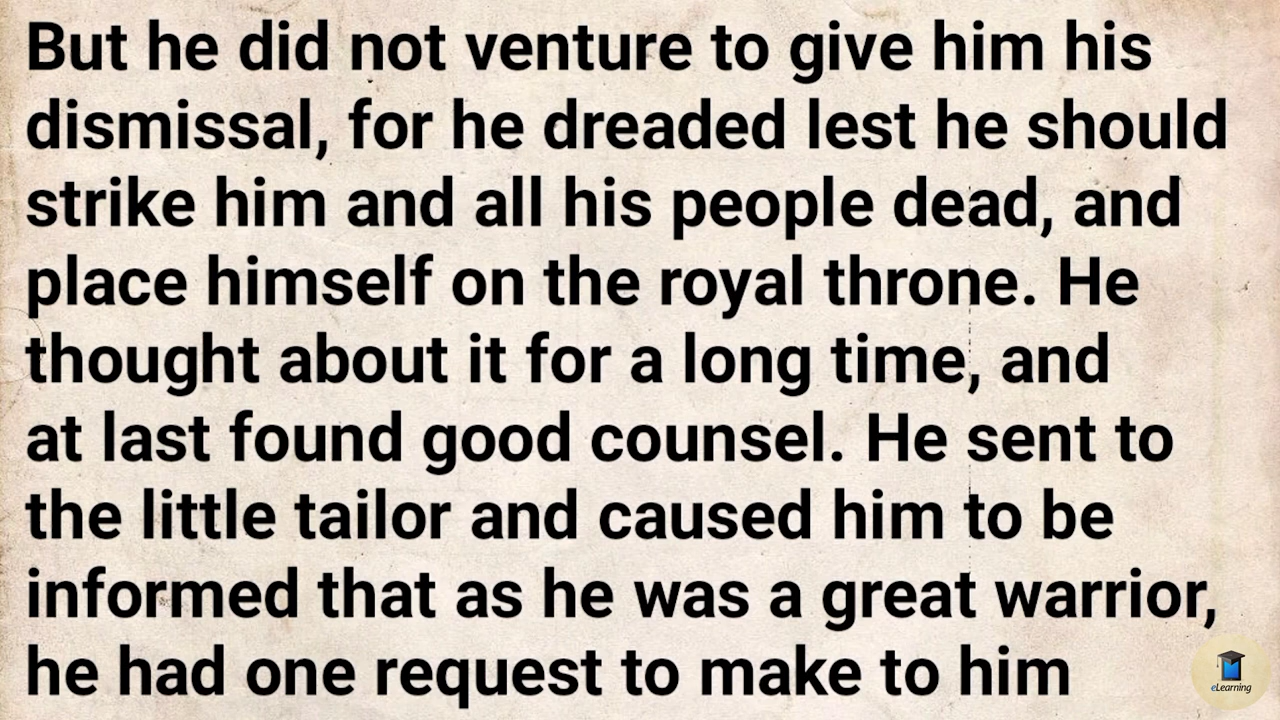 But he did not venture to give him his
dismissal, for he dreaded lest he should
strike him and all his people dead, and
place himself on the royal throne. He
thought about it for a long time, and
at last found good counsel. He sent to
the little tailor and caused him to be
informed that as he was a great warrior,
he had one request to make to him
eLearning